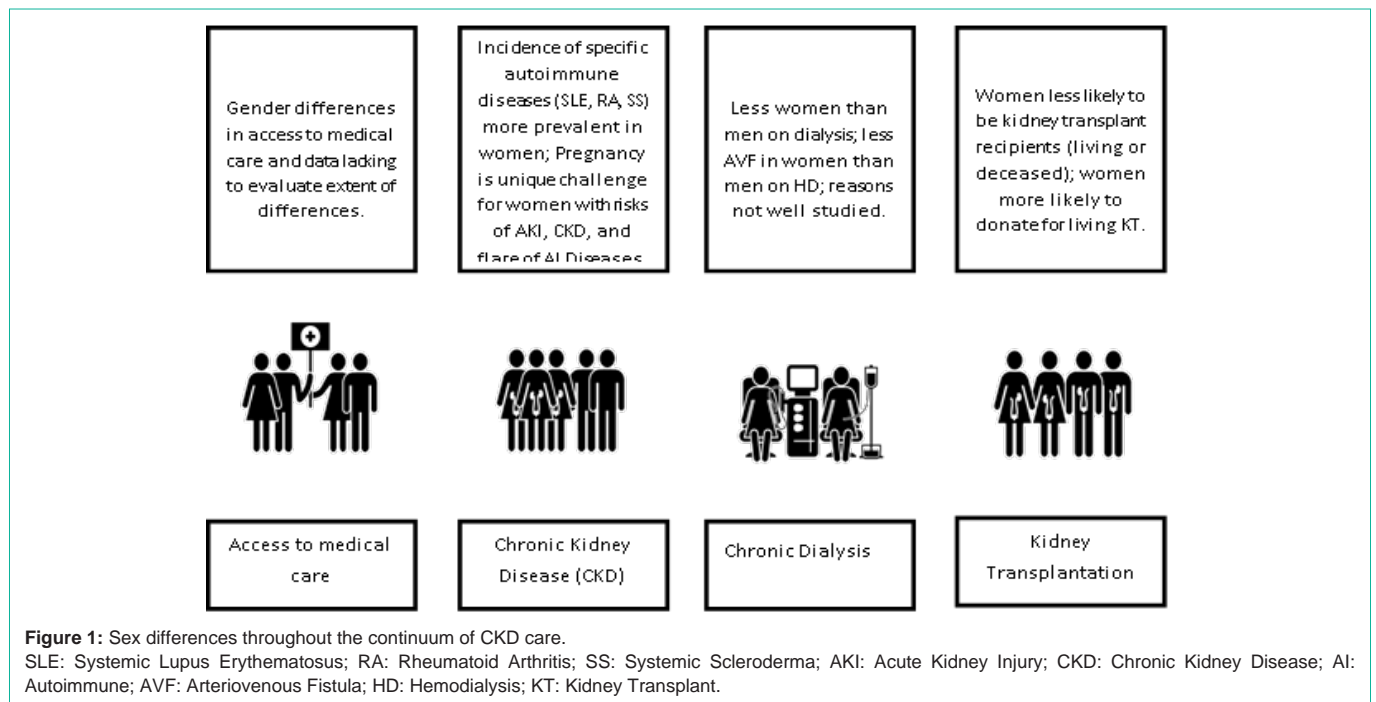 Gender differences
in access to medical
care and data lacking
to evaluate extent of
differences.
Incidence of specific
autoimmune
diseases (SLE, RA, SS)
more prevalent in
women; Pregnancy
is unique challenge
for women with risks
of AKI, CKD, and
flare of AI Diseases
Less women than
men on dialysis; less
AVF in women than
men on HD; reasons
not well studied.
Women less likely to
be kidney transplant
recipients (living or
deceased); women
more likely to
donate for living KT.
Access to medical
care
Chronic Kidney
Disease (CKD)
Chronic Dialysis
Kidney
Transplantation
Figure 1: Sex differences throughout the continuum of CKD care.
SLE: Systemic Lupus Erythematosus; RA: Rheumatoid Arthritis; SS: Systemic Scleroderma; AKI: Acute Kidney Injury; CKD: Chronic Kidney Disease; AI:
Autoimmune; AVF: Arteriovenous Fistula; HD: Hemodialysis; KT: Kidney Transplant.